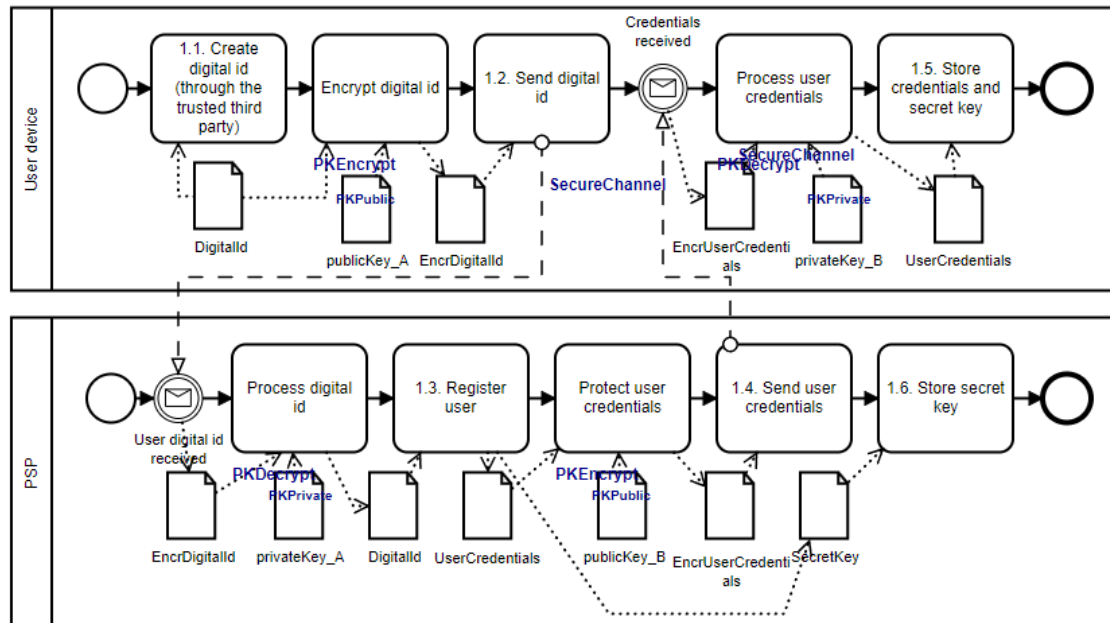 User device
1.1. Create
digital id
(through the
trusted third
party)
Encrypt digital id
1.2. Send digital
id
Credentials
received
Process user
credentials
1.5. Store
credentials and
secret key
PKEncrypt
PKPublic
SecureChannel
SecureChannel
PKDecrypt
PKPrivate
DigitalId
publicKey_A
EncrDigitalId
EncrUserCredenti
als
privateKey_B
UserCredentials
PSP
User digital id
received
Process digital
id
1.3. Register
user
Protect user
credentials
1.4. Send user
credentials
1.6. Store secret
key
PKDecrypt
PKPrivate
PKEncrypt
PKPublic
EncrDigitalId
privateKey_A
DigitalId
UserCredentials
publicKey_B
EncrUserCredenti
als
SecretKey